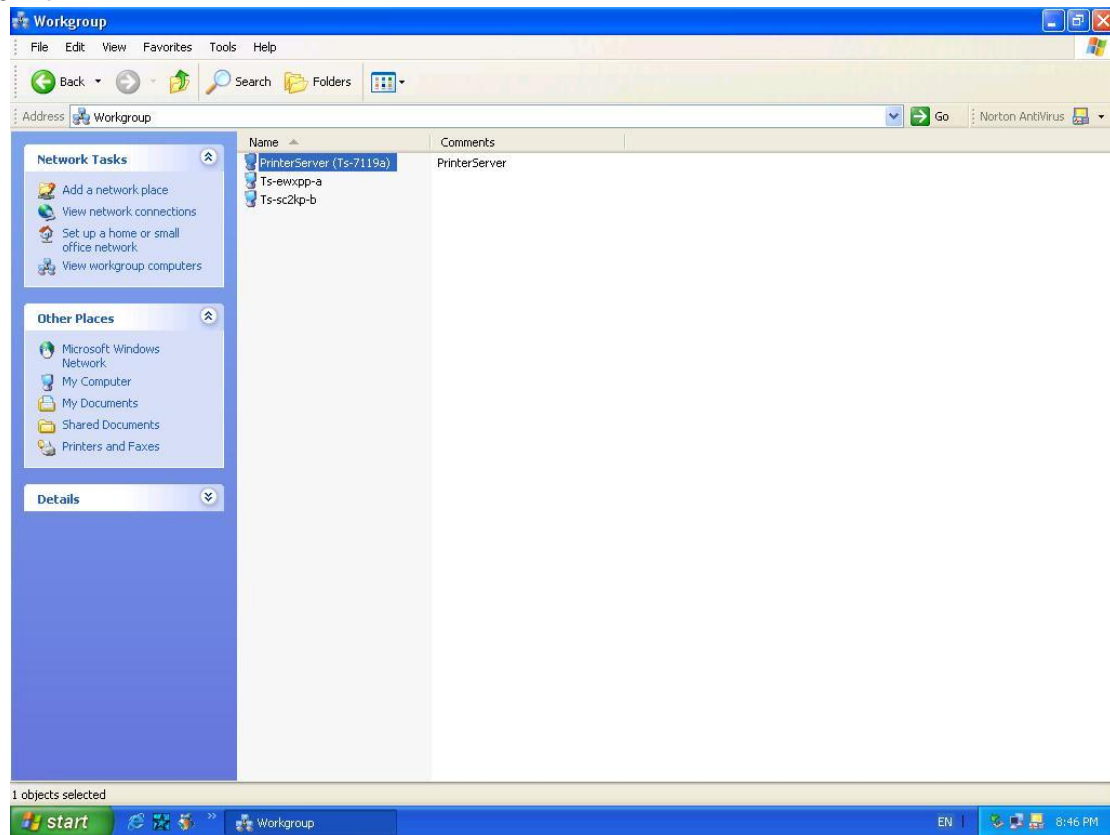 Workgroup
File Edit View Favorites Tools Help
Back Search Folders
Address Workgroup Go Norton AntiVirus
Name Comments
Network Tasks
Add a network place
View network connections
Set up a home or small
office network
View workgroup computers
Other Places
Microsoft Windows
Network
My Computer
My Documents
Shared Documents
Printers and Faxes
Details
PrinterServer (Ts-7119a) PrinterServer
Ts-ewxpp-a
Ts-sc2kp-b
1 objects selected
start Workgroup EN 8:46 PM